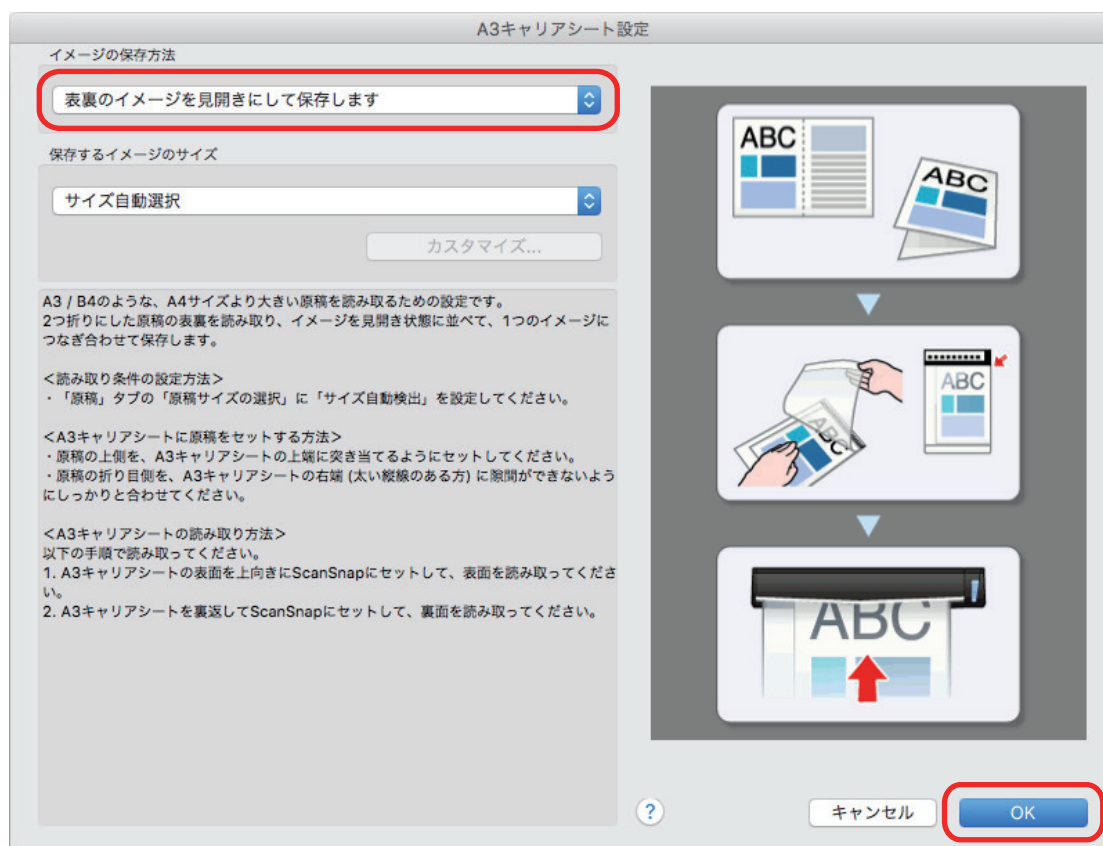 A3キャリアシート設定
イメージの保存方法
表裏のイメージを見開きにして保存します
保存するイメージのサイズ
サイズ自動選択
カスタマイズ...
A3 / B4のような、A4サイズより大きい原稿を読み取るための設定です。
2つ折りにした原稿の表裏を読み取り、イメージを見開き状態に並べて、1つのイメージに
つなぎ合わせて保存します。
<読み取り条件の設定方法>
・「原稿」タブの「原稿サイズの選択」に「サイズ自動検出」を設定してください。
<A3キャリアシートに原稿をセットする方法>
・原稿の上側を、A3キャリアシートの上端に突き当てるようにセットしてください。
・原稿の折り目側を、A3キャリアシートの右端 (太い縦線のある方) に隙間ができないよう
にしっかりと合わせてください。
<A3キャリアシートの読み取り方法>
以下の手順で読み取ってください。
1. A3キャリアシートの表面を上向きにScanSnapにセットして、表面を読み取ってくださ
い。
2. A3キャリアシートを裏返してScanSnapにセットして、裏面を読み取ってください。
ABC
ABC
ABC
ABC
ABC
?
キャンセル
OK